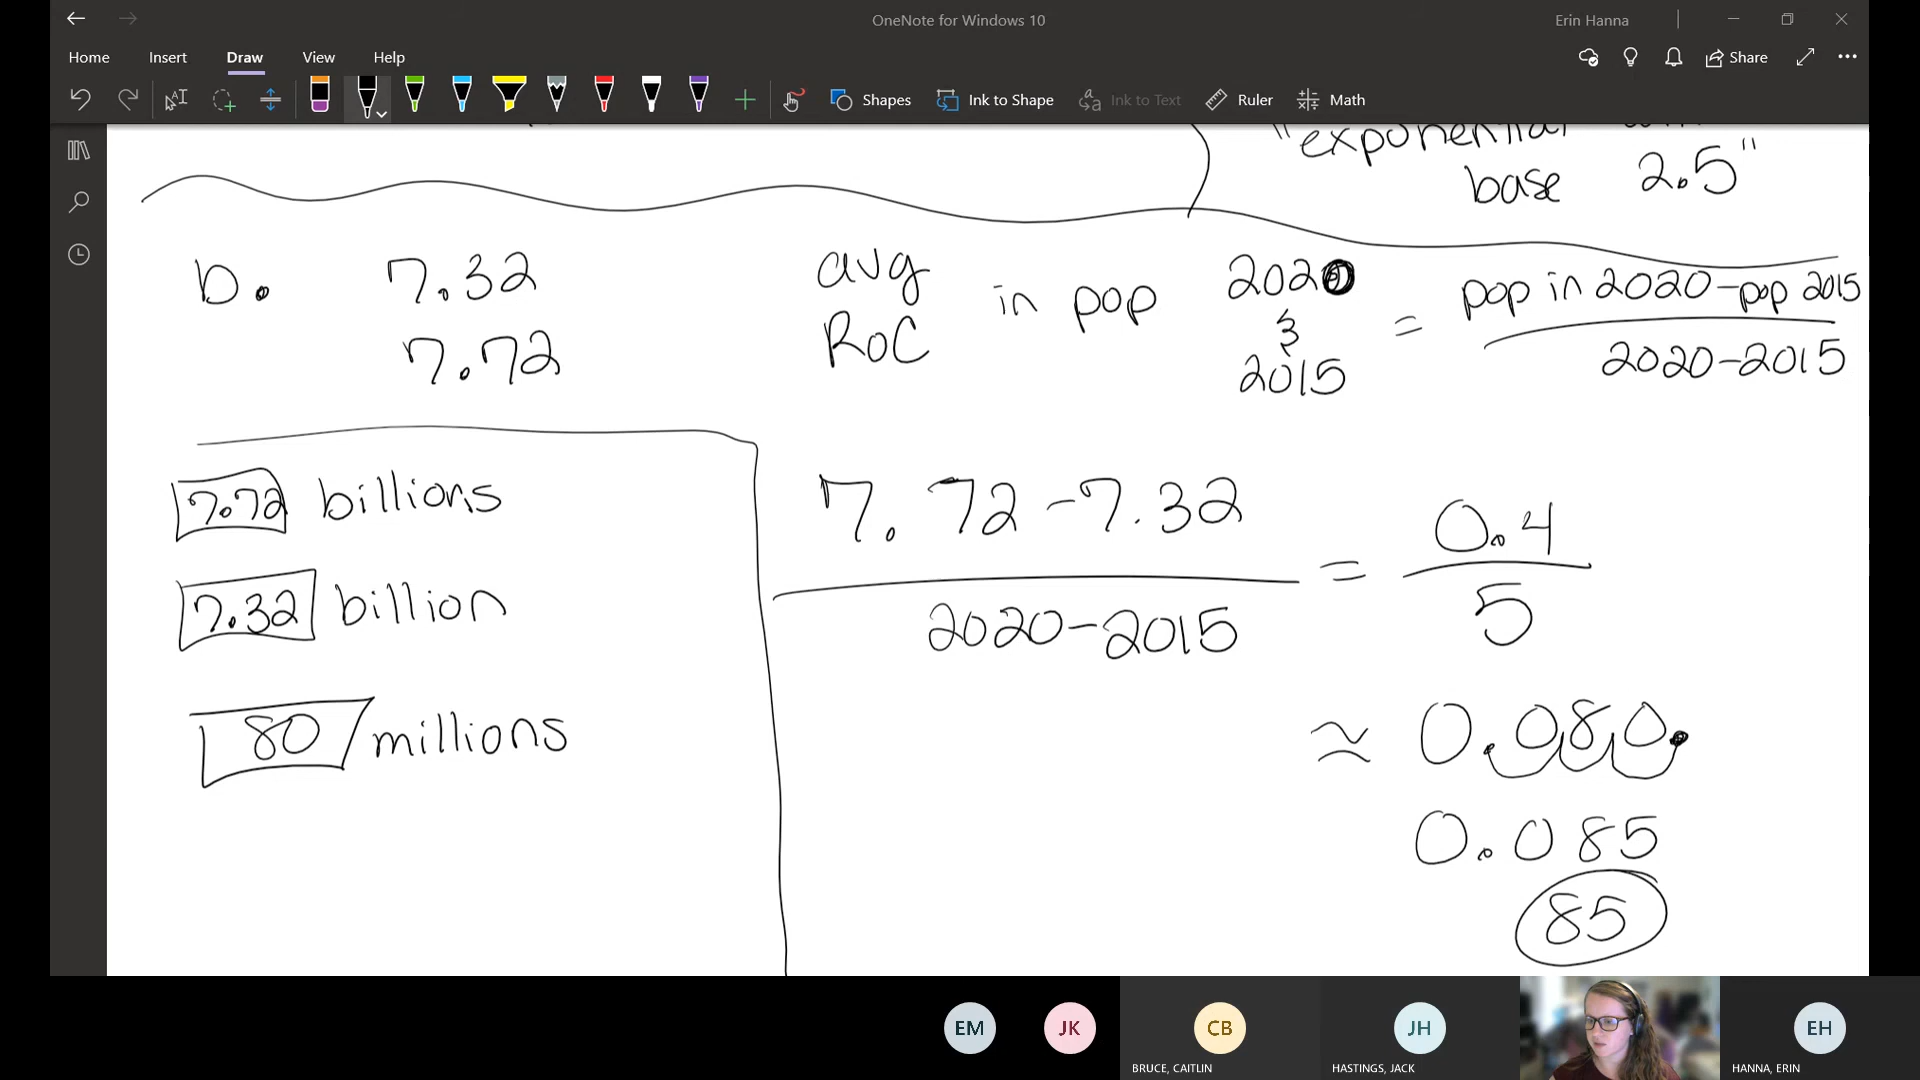 OneNote for Windows 10
Erin Hanna
Home Insert Draw View Help
Share
Shapes Ink to Shape Ink to Text Ruler Math
"exponential
base 2.5"
D. 7.32
7.72
avg RoC in pop 2020 & 2015 = pop in 2020-pop 2015
2020-2015
7.72 billions
7.32 billion
80 millions
7.72-7.32
2020-2015
= 0.4
5
≈ 0.080.
0.085
85
EM JK CB JH EH
BRUCE, CAITLIN HASTINGS, JACK HANNA, ERIN